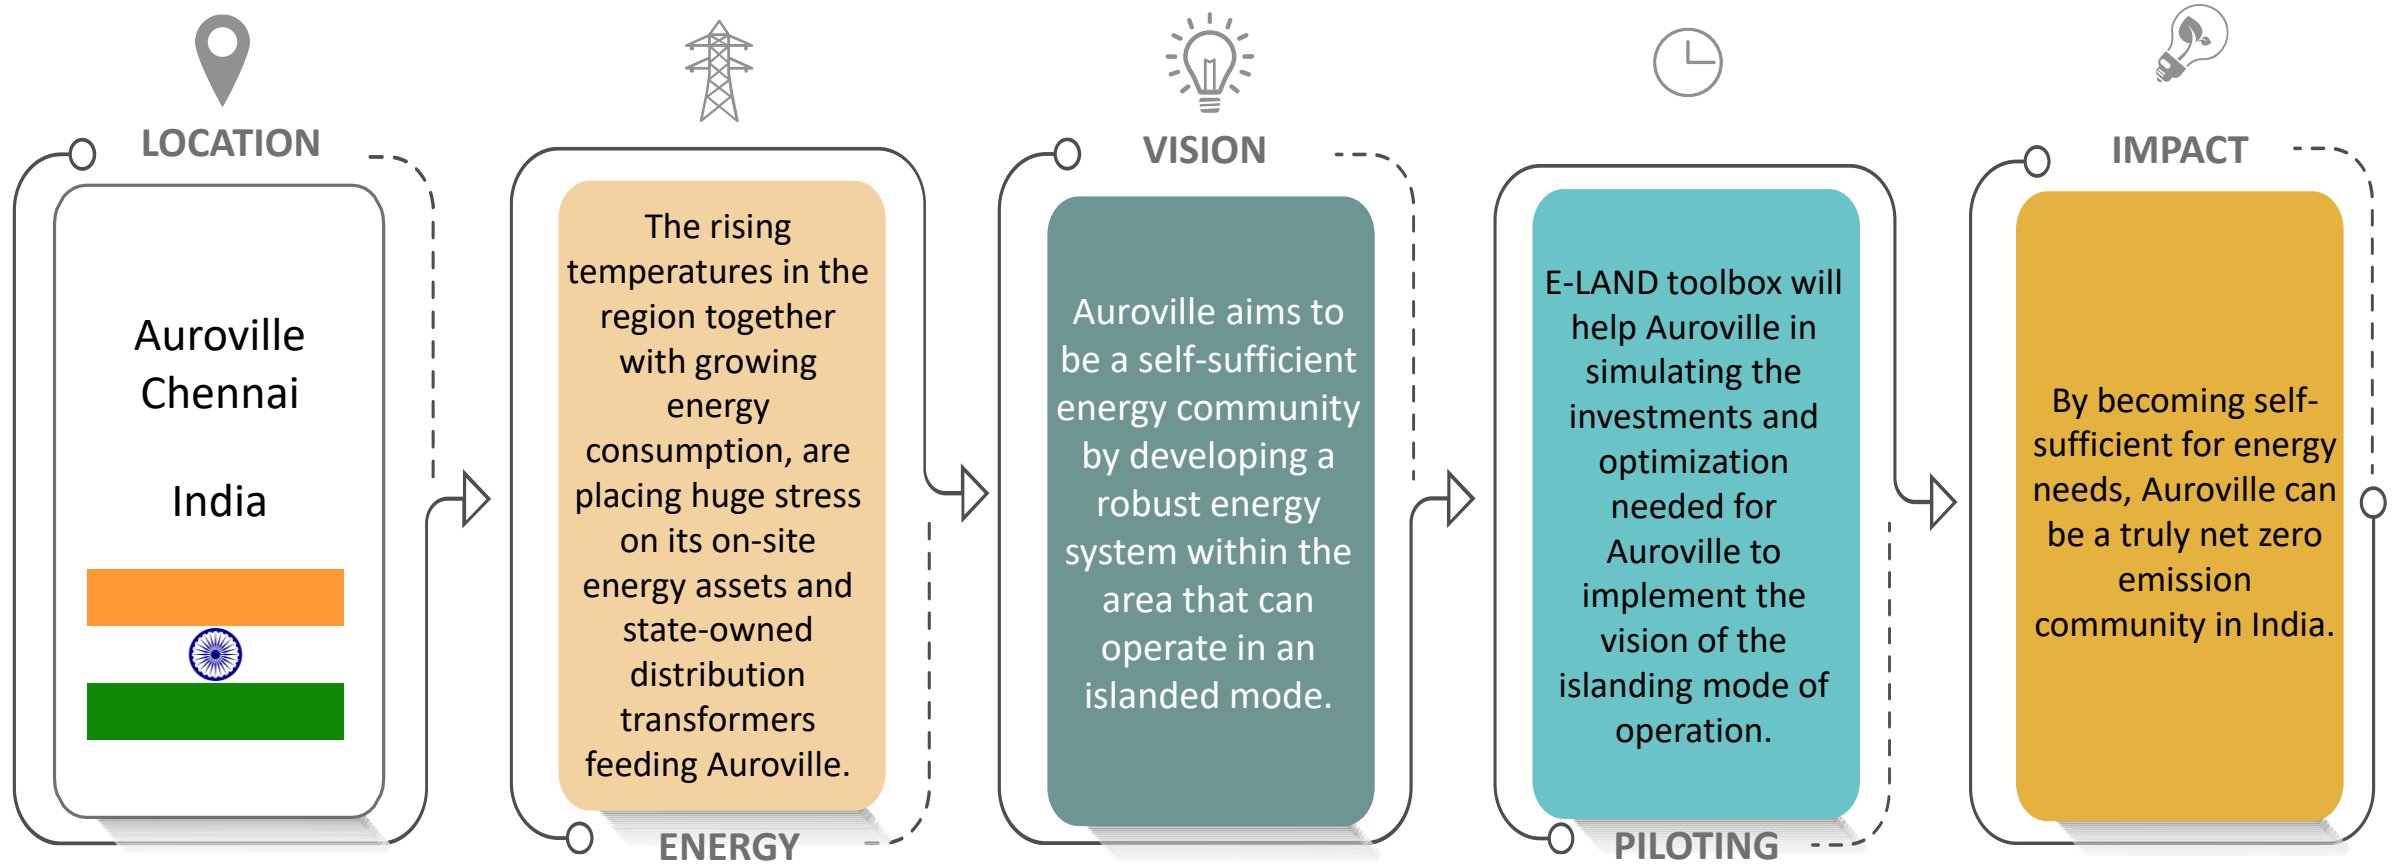 LOCATION
Auroville
Chennai
India
The rising
temperatures in the
region together
with growing
energy
consumption, are
placing huge stress
on its on-site
energy assets and
state-owned
distribution
transformers
feeding Auroville.
ENERGY
VISION
Auroville aims to
be a self-sufficient
energy community
by developing a
robust energy
system within the
area that can
operate in an
islanded mode.
E-LAND toolbox will
help Auroville in
simulating the
investments and
optimization
needed for
Auroville to
implement the
vision of the
islanding mode of
operation.
PILOTING
IMPACT
By becoming self-
sufficient for energy
needs, Auroville can
be a truly net zero
emission
community in India.